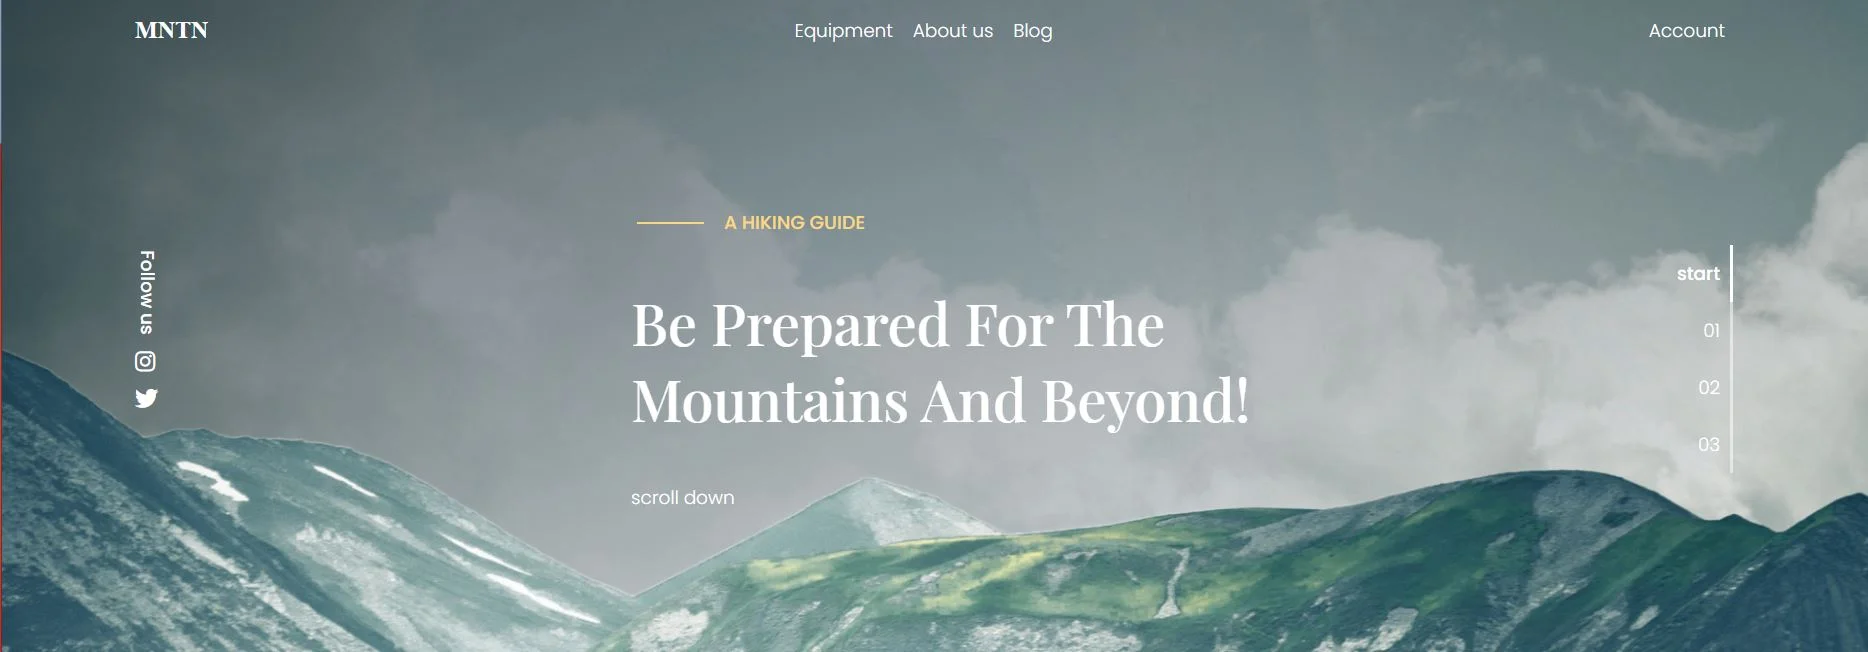 MNTN
Equipment About us Blog
Account
A HIKING GUIDE
Be Prepared For The
Mountains And Beyond!
scroll down
Follow us
start
01
02
03